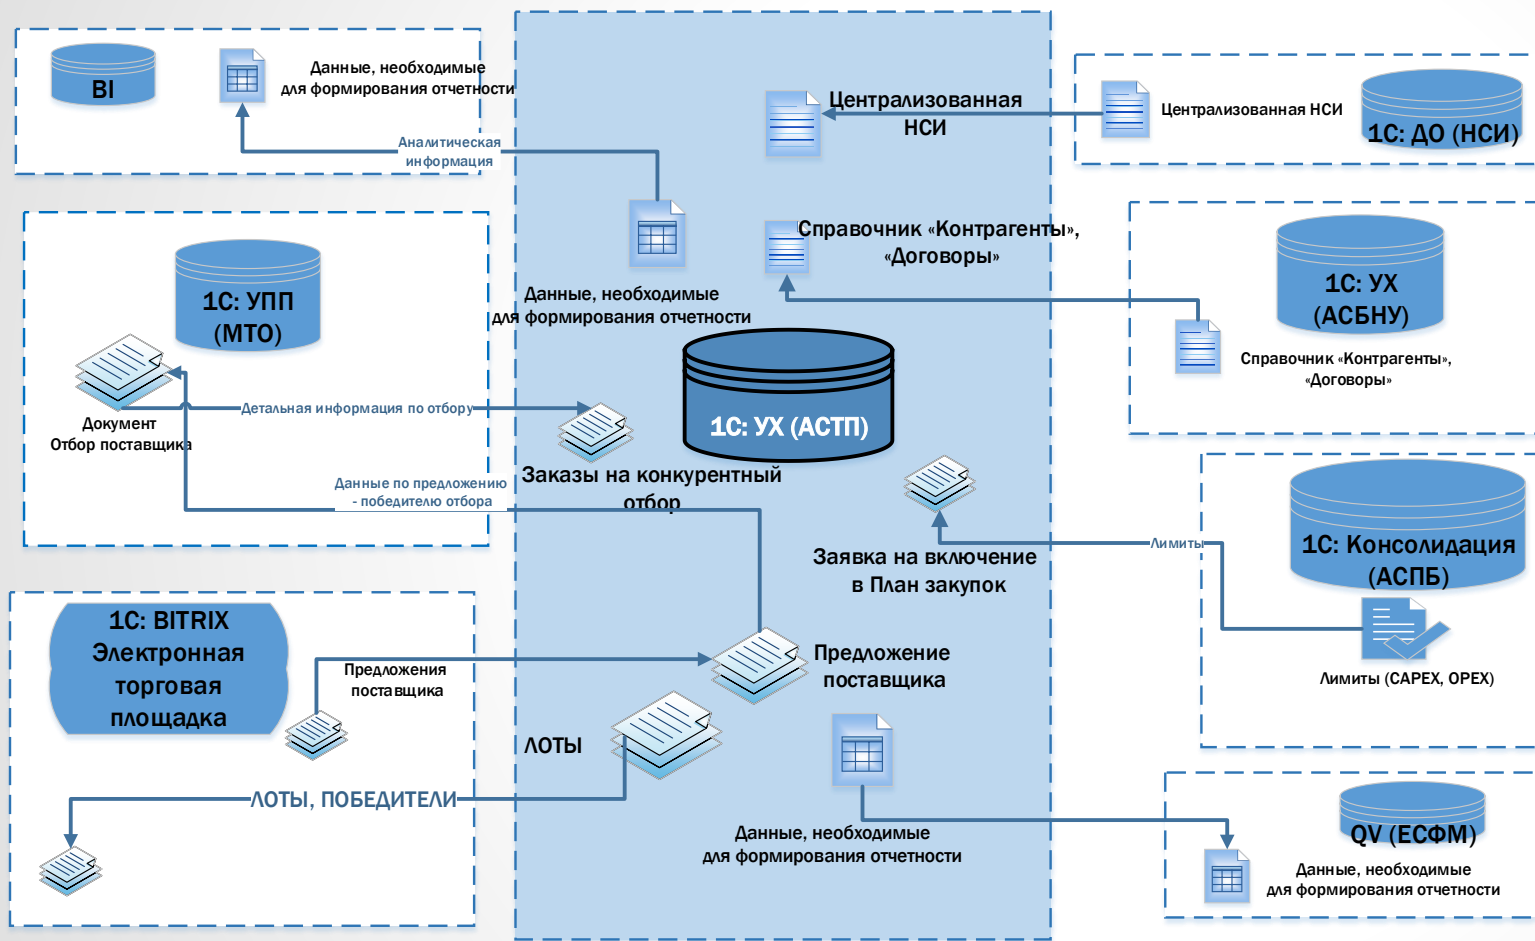 BI
Данные, необходимые
для формирования отчетности
Аналитическая
информация
1С: УПП
(МТО)
Документ
Отбор поставщика
Детальная информация по отбору
Данные по предложению
- победителю отбора
1С: BITRIX
Электронная
торговая
площадка
Предложения
поставщика
ЛОТЫ, ПОБЕДИТЕЛИ
Централизованная
НСИ
Справочник «Контрагенты»,
«Договоры»
Данные, необходимые
для формирования отчетности
1С: УХ (АСТП)
Заказы на конкурентный
отбор
Заявка на включение
в План закупок
Предложение
поставщика
ЛОТЫ
Данные, необходимые
для формирования отчетности
Централизованная НСИ
1С: ДО (НСИ)
1С: УХ
(АСБНУ)
Справочник «Контрагенты»,
«Договоры»
Лимиты
1С: Консолидация
(АСПБ)
Лимиты (CAPEX, OPEX)
QV (ЕСФМ)
Данные, необходимые
для формирования отчетности